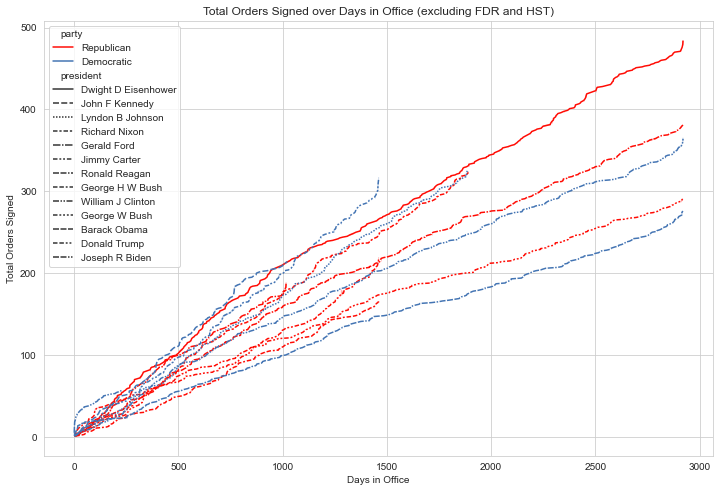 Total Orders Signed over Days in Office (excluding FDR and HST)
party
Republican
Democratic
president
Dwight D Eisenhower
John F Kennedy
Lyndon B Johnson
Richard Nixon
Gerald Ford
Jimmy Carter
Ronald Reagan
George H W Bush
William J Clinton
George W Bush
Barack Obama
Donald Trump
Joseph R Biden
500
400
300
200
100
0
Total Orders Signed
0 500 1000 1500 2000 2500 3000
Days in Office